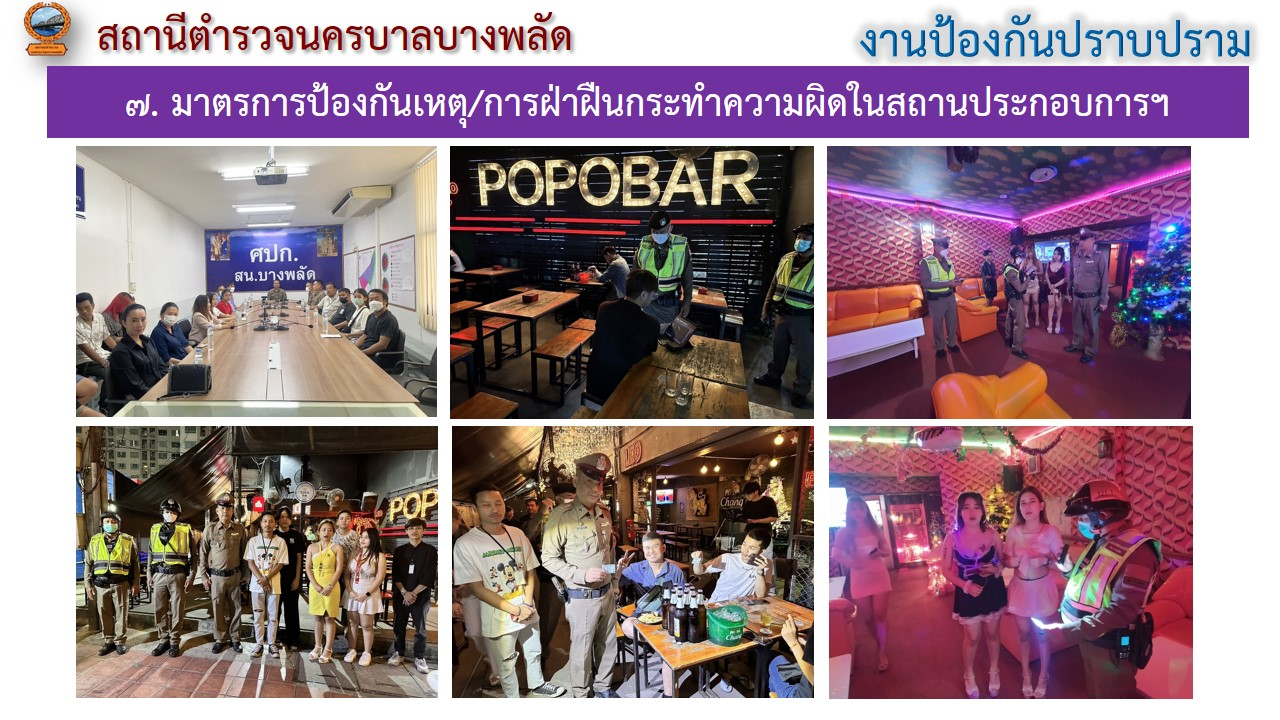 สถานีตำรวจนครบาลบางพลัด
งานป้องกันปราบปราม
๗. มาตรการป้องกันเหตุ/การฝ่าฝืนกระทำความผิดในสถานประกอบการฯ
ศปก.
สน.บางพลัด
POPOBAR
POP
Chang
Chang